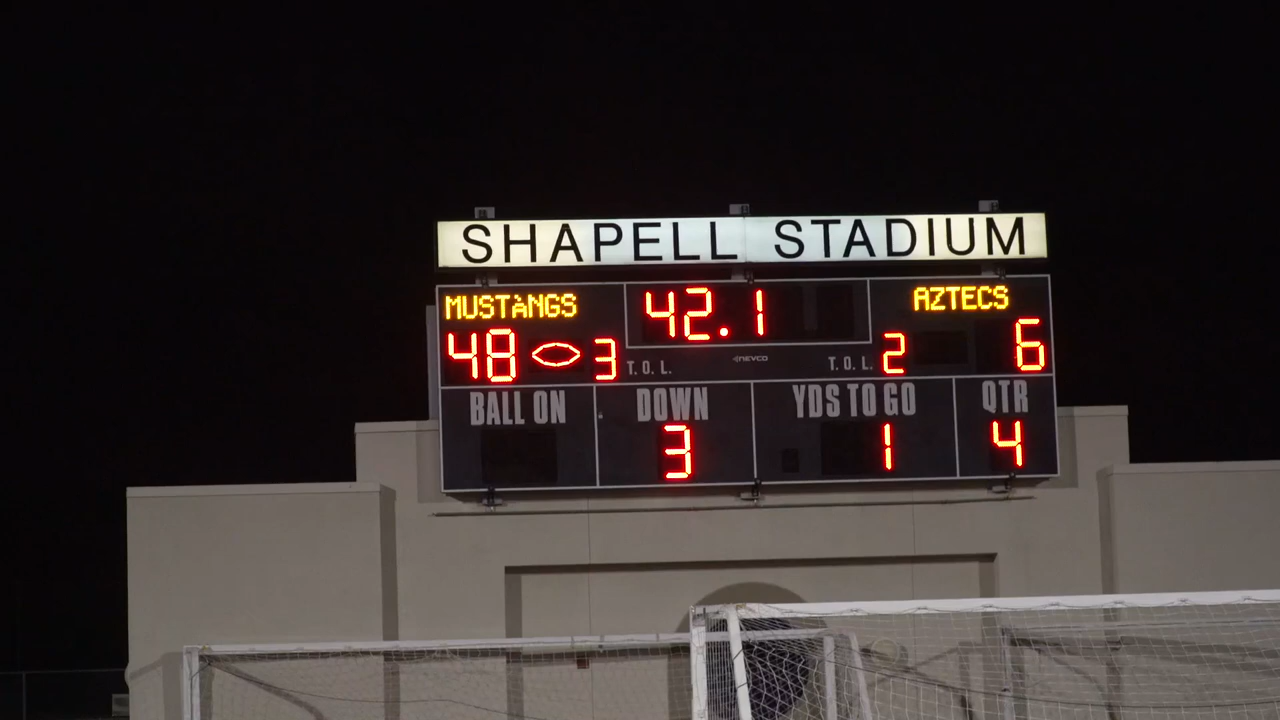 SHAPELL STADIUM
MUSTANGS 42.1 AZTECS
48 3 T.O.L. NEVCO T.O.L. 2 6
BALL ON DOWN YDS TO GO QTR
3 1 4